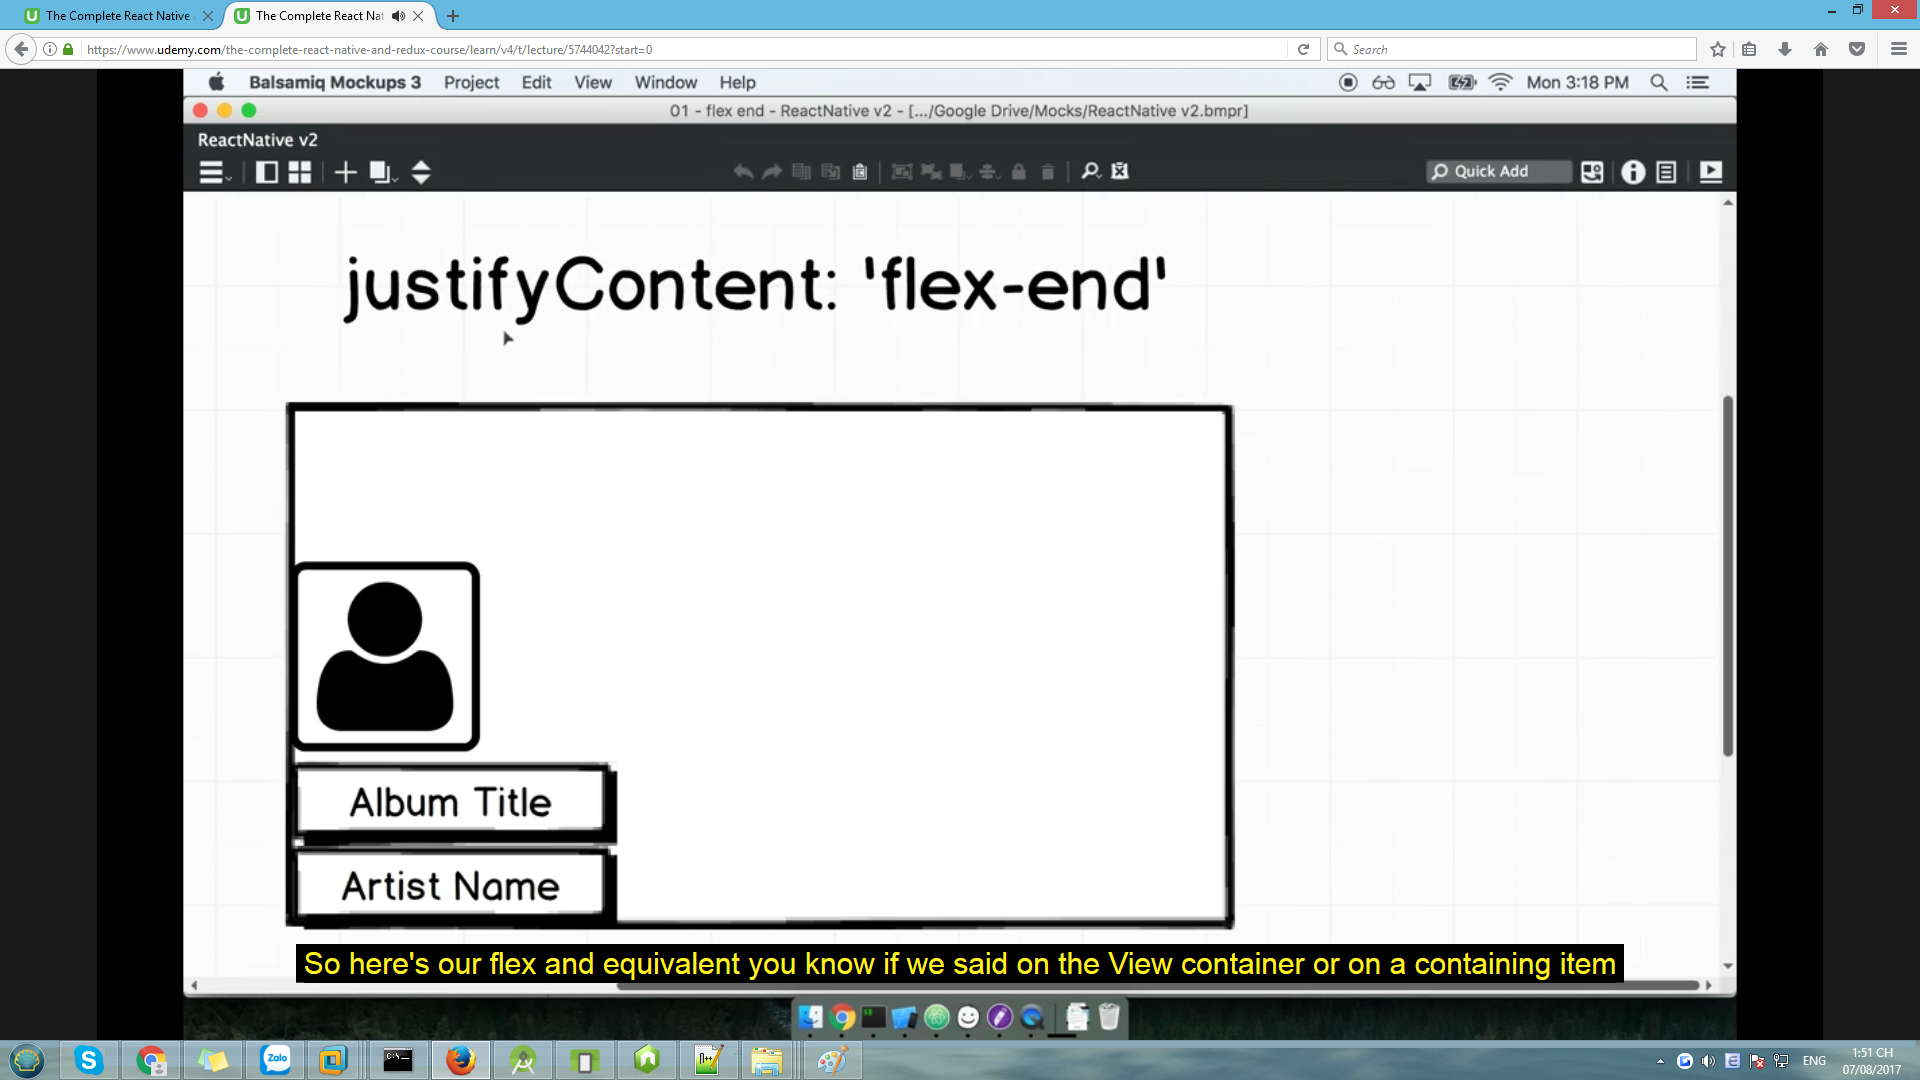 The Complete React Native
The Complete React Nat
https://www.udemy.com/the-complete-react-native-and-redux-course/learn/v4/t/lecture/5744042?start=0
Search
Balsamiq Mockups 3 Project Edit View Window Help
Mon 3:18 PM
01 - flex end - ReactNative v2 - [.../Google Drive/Mocks/ReactNative v2.bmpr]
ReactNative v2
Quick Add
justifyContent: 'flex-end'
Album Title
Artist Name
So here's our flex and equivalent you know if we said on the View container or on a containing item
Zalo
C:\.
ENG
1:51 CH
07/08/2017